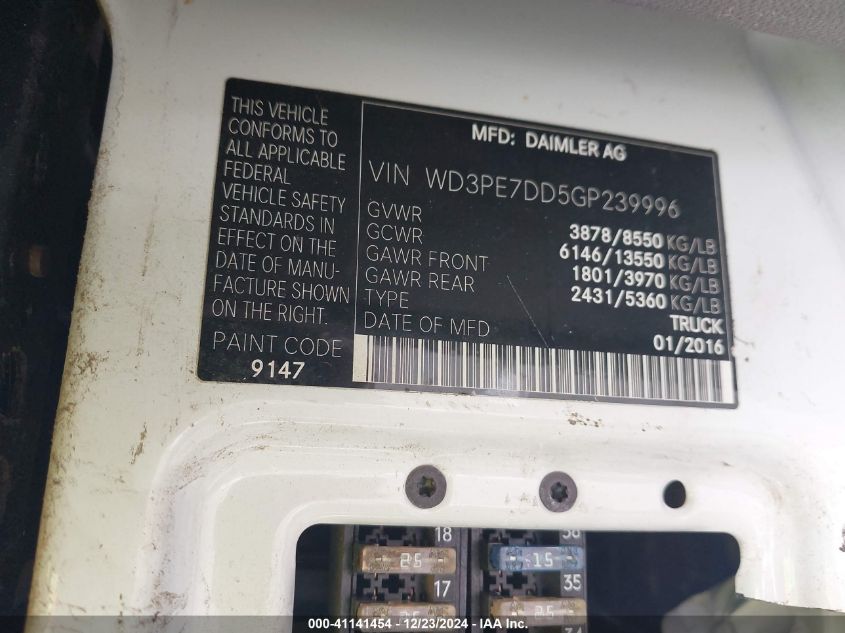 THIS VEHICLE
CONFORMS TO
ALL APPLICABLE
FEDERAL
VEHICLE SAFETY
STANDARDS IN
EFFECT ON THE
DATE OF MANU-
FACTURE SHOWN
ON THE RIGHT.
PAINT CODE
9147
MFD: DAIMLER AG
VIN WD3PE7DD5GP239996
GVWR 3878/8550 KG/LB
GCWR 6146/13550 KG/LB
GAWR FRONT 1801/3970 KG/LB
GAWR REAR 2431/5360 KG/LB
TYPE TRUCK
DATE OF MFD 01/2016
18 36
25 15
17 35
25 25
34
000-41141454 - 12/23/2024 - IAA Inc.